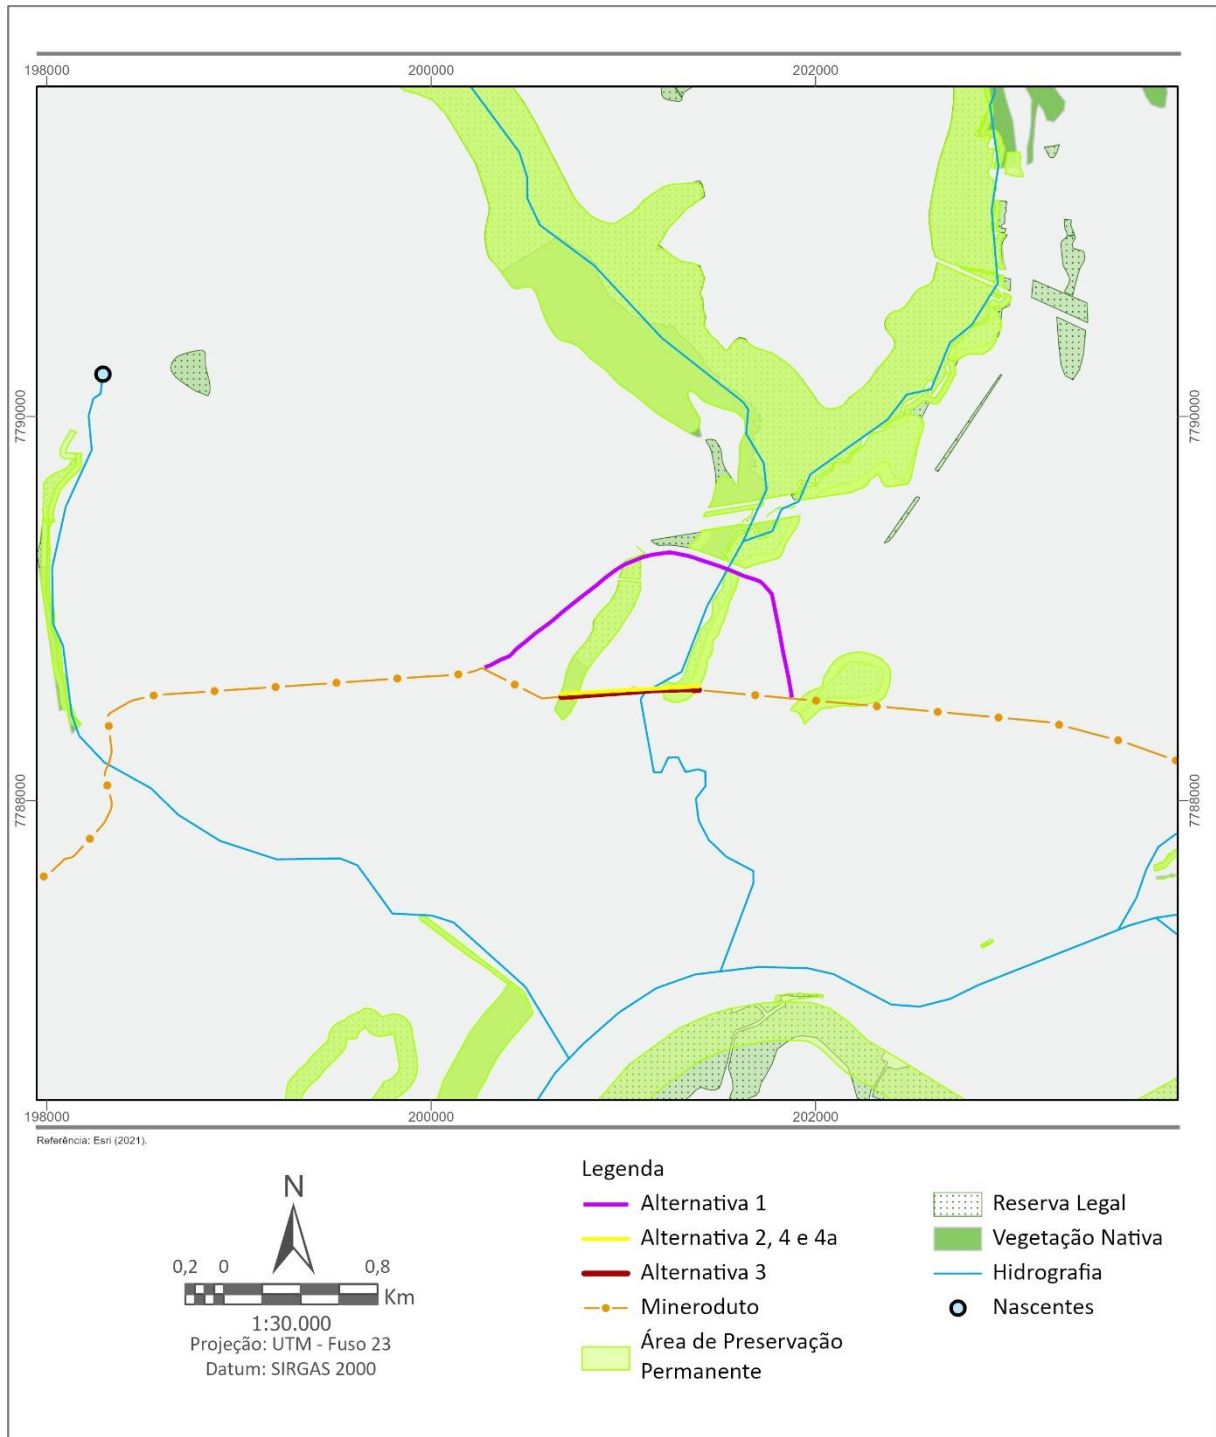 198000 200000 202000
7790000 7790000
7788000 7788000
198000 200000 202000
Referência: Esri (2021).
N
0,2 0 0,8
Km
1:30.000
Projeção: UTM - Fuso 23
Datum: SIRGAS 2000
Legenda
Alternativa 1
Alternativa 2, 4 e 4a
Alternativa 3
Mineroduto
Área de Preservação
Permanente
Reserva Legal
Vegetação Nativa
Hidrografia
Nascentes